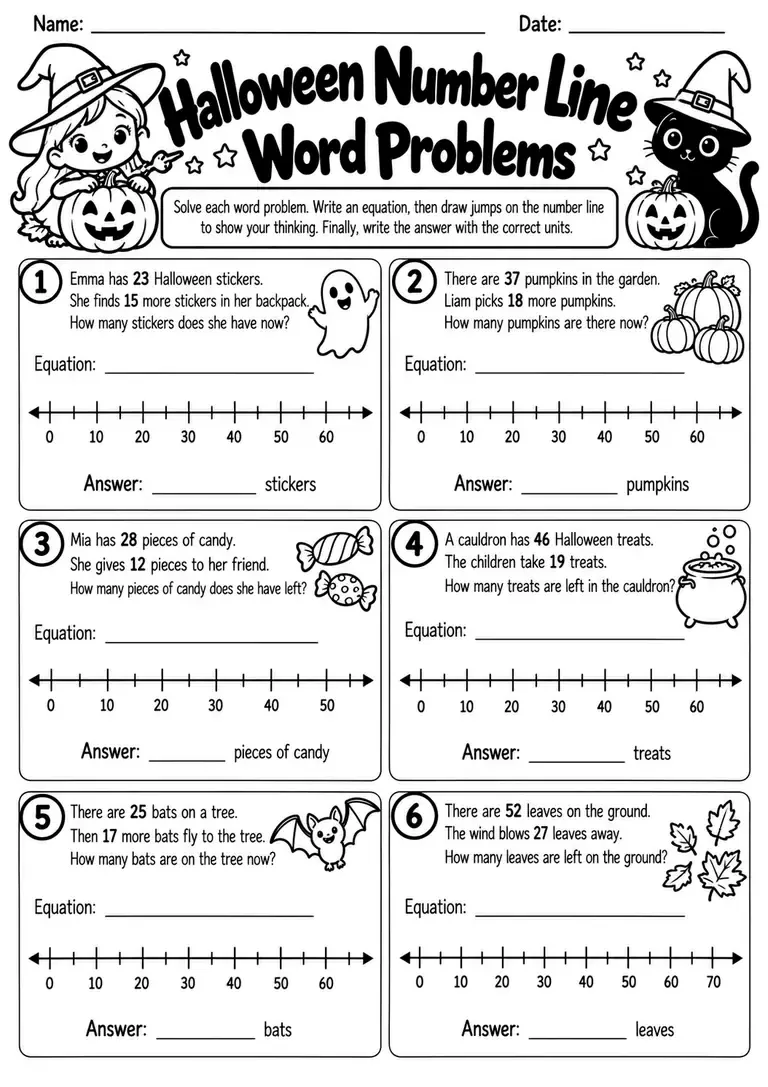 Name: Date:
Halloween Number Line
Word Problems
Solve each word problem. Write an equation, then draw jumps on the number line
to show your thinking. Finally, write the answer with the correct units.
1
Emma has 23 Halloween stickers.
She finds 15 more stickers in her backpack.
How many stickers does she have now?
Equation:
0 10 20 30 40 50 60
Answer: stickers
2
There are 37 pumpkins in the garden.
Liam picks 18 more pumpkins.
How many pumpkins are there now?
Equation:
0 10 20 30 40 50 60
Answer: pumpkins
3
Mia has 28 pieces of candy.
She gives 12 pieces to her friend.
How many pieces of candy does she have left?
Equation:
0 10 20 30 40 50
Answer: pieces of candy
4
A cauldron has 46 Halloween treats.
The children take 19 treats.
How many treats are left in the cauldron?
Equation:
0 10 20 30 40 50 60
Answer: treats
5
There are 25 bats on a tree.
Then 17 more bats fly to the tree.
How many bats are on the tree now?
Equation:
0 10 20 30 40 50 60
Answer: bats
6
There are 52 leaves on the ground.
The wind blows 27 leaves away.
How many leaves are left on the ground?
Equation:
0 10 20 30 40 50 60 70
Answer: leaves